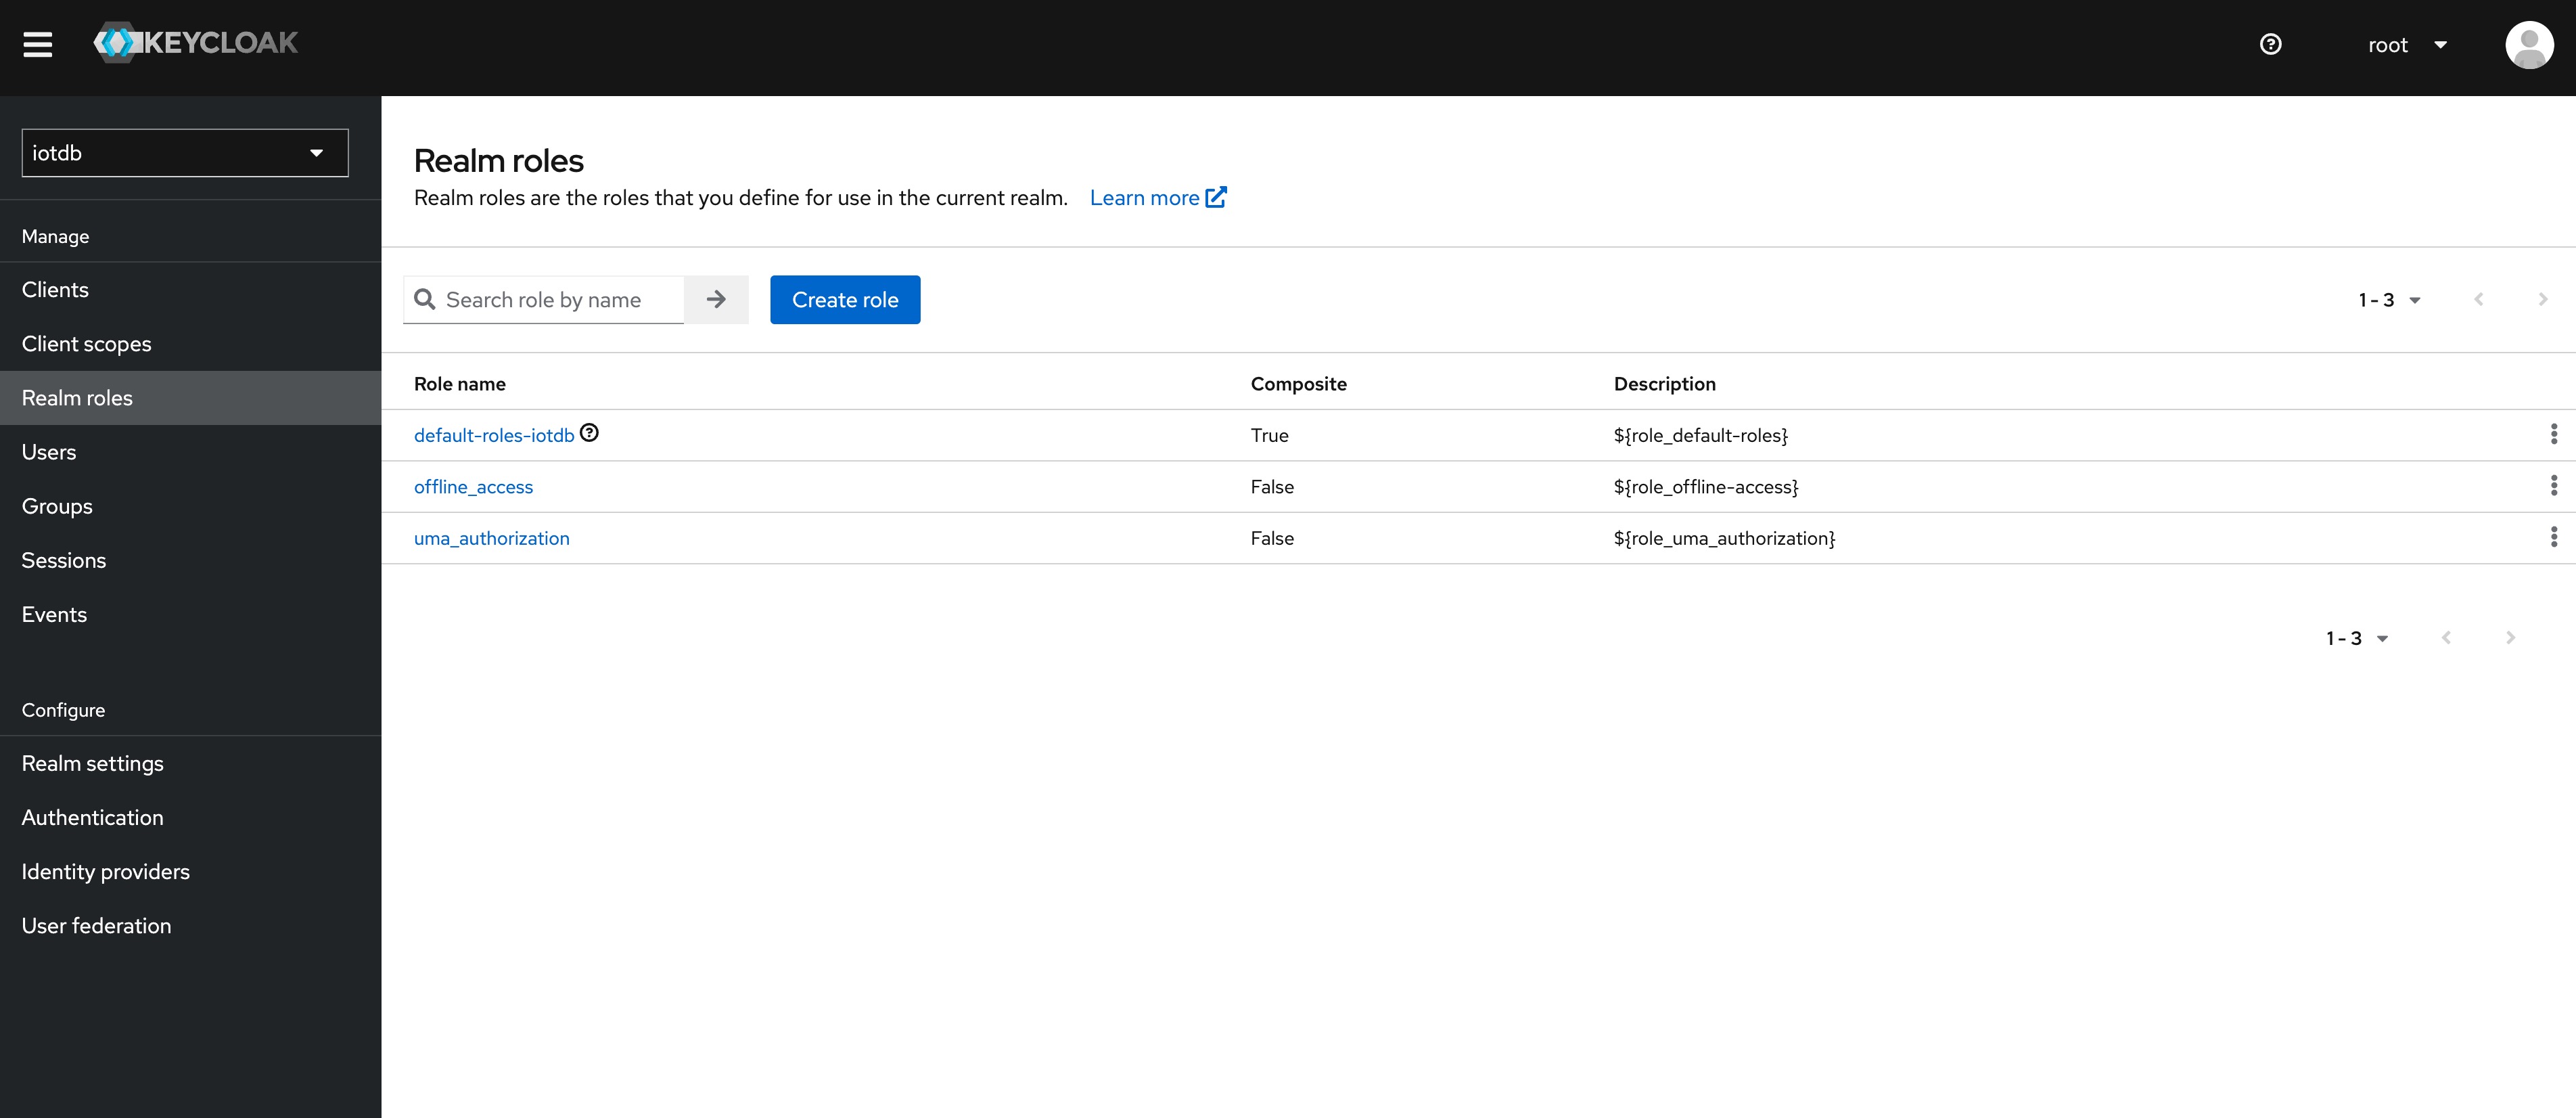 KEYCLOAK
root
iotdb
Manage
Clients
Client scopes
Realm roles
Users
Groups
Sessions
Events
Configure
Realm settings
Authentication
Identity providers
User federation
Realm roles
Realm roles are the roles that you define for use in the current realm. Learn more
Search role by name
Create role
1 - 3
Role name Composite Description
default-roles-iotdb True ${role_default-roles}
offline_access False ${role_offline-access}
uma_authorization False ${role_uma_authorization}
1 - 3